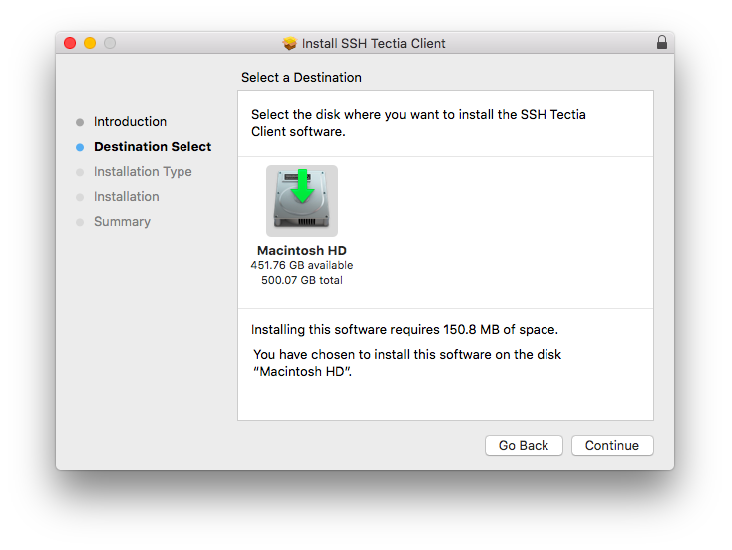 Install SSH Tectia Client
Select a Destination
Introduction
Destination Select
Installation Type
Installation
Summary
Select the disk where you want to install the SSH Tectia
Client software.
Macintosh HD
451.76 GB available
500.07 GB total
Installing this software requires 150.8 MB of space.
You have chosen to install this software on the disk
“Macintosh HD”.
Go Back
Continue